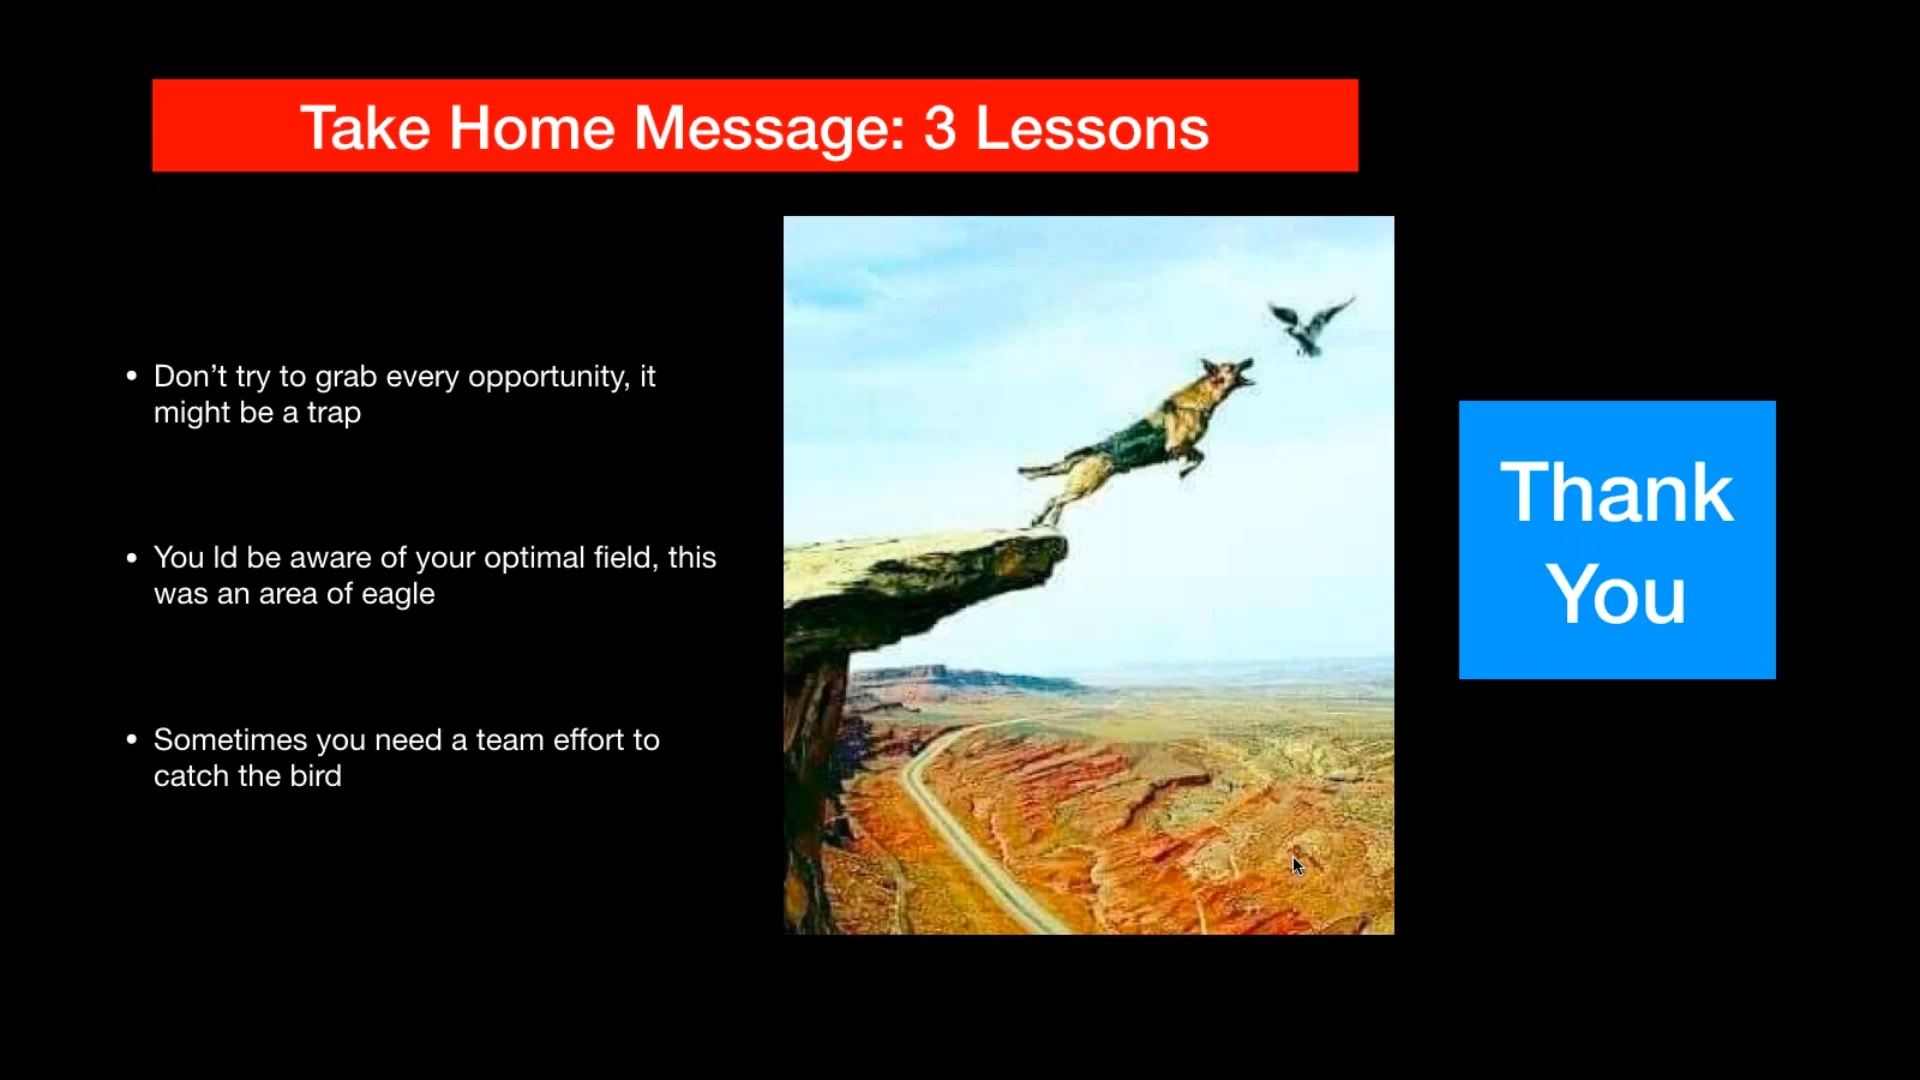 Take Home Message: 3 Lessons
• Don’t try to grab every opportunity, it
might be a trap
• You ld be aware of your optimal field, this
was an area of eagle
• Sometimes you need a team effort to
catch the bird
Thank
You